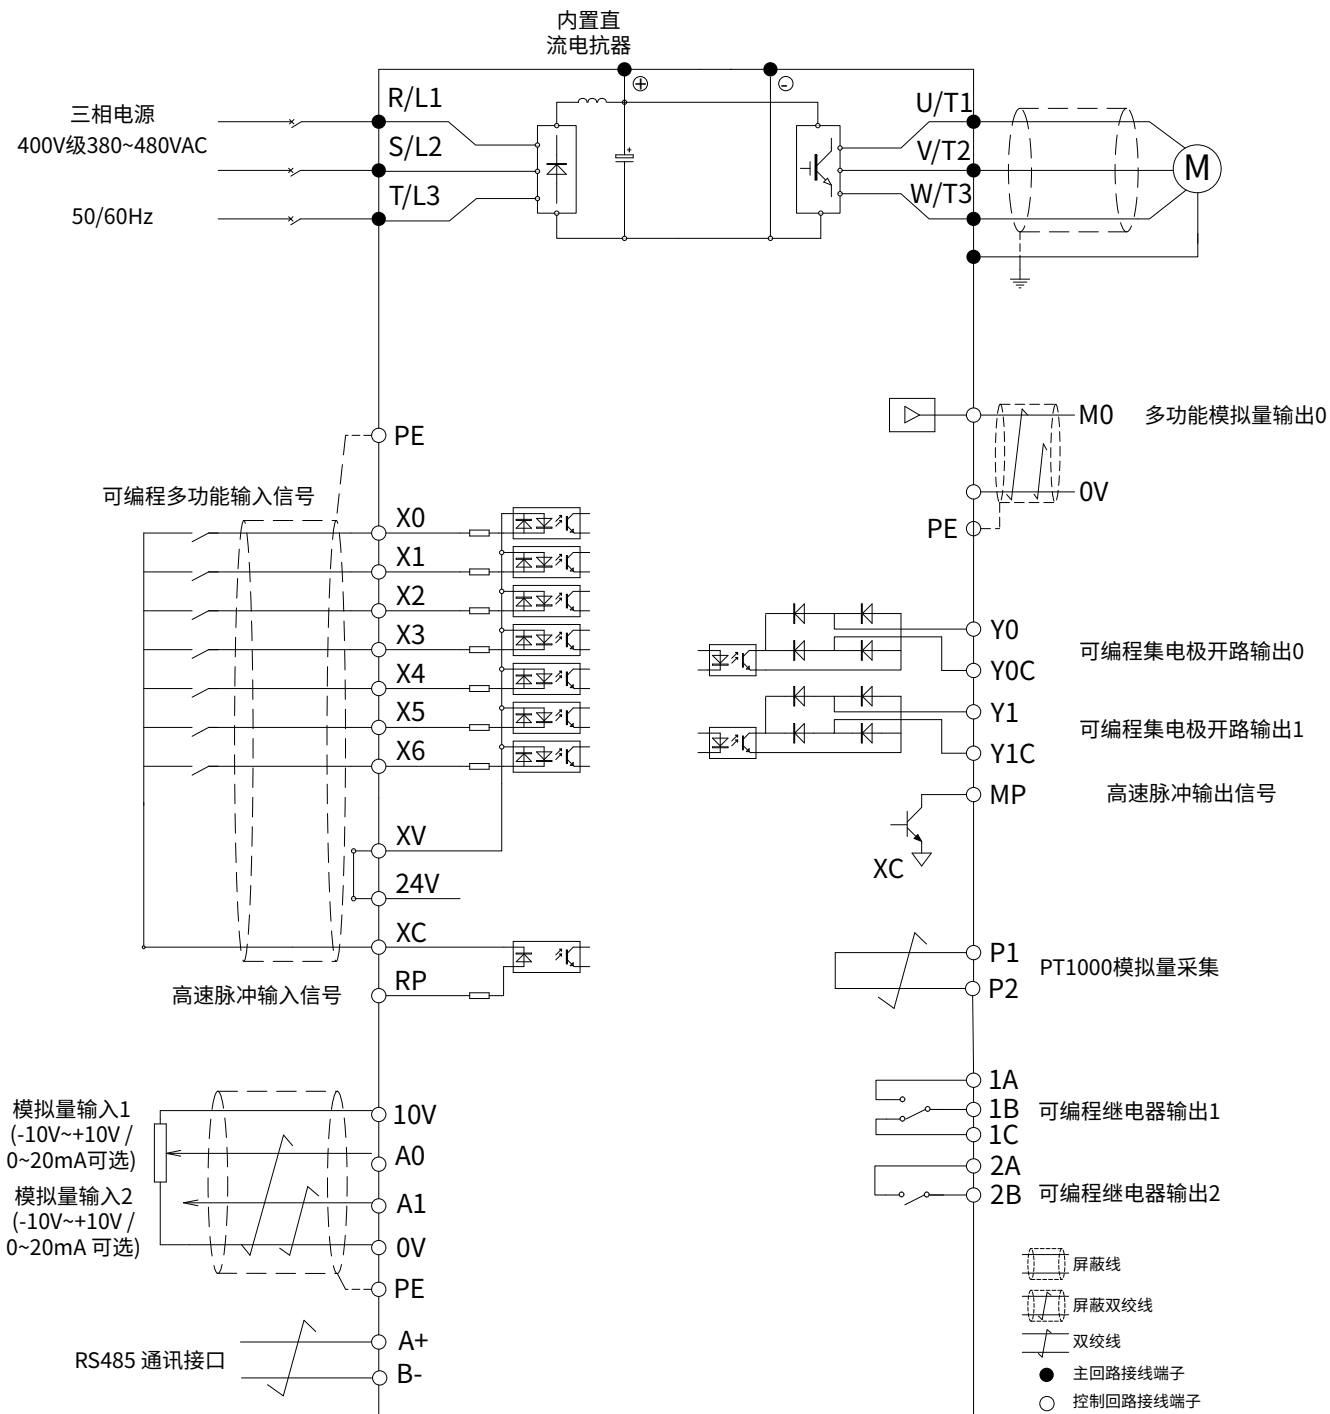 内置直
流电抗器
三相电源
400V级380~480VAC
50/60Hz
R/L1
S/L2
T/L3
+
-
+
U/T1
V/T2
W/T3
M
PE
可编程多功能输入信号
X0
X1
X2
X3
X4
X5
X6
XV
24V
XC
RP
高速脉冲输入信号
模拟量输入1
(-10V~+10V /
0~20mA可选)
模拟量输入2
(-10V~+10V /
0~20mA 可选)
10V
A0
A1
0V
PE
A+
B-
RS485 通讯接口
M0
多功能模拟量输出0
0V
PE
Y0
Y0C
可编程集电极开路输出0
Y1
Y1C
可编程集电极开路输出1
MP
高速脉冲输出信号
XC
P1
P2
PT1000模拟量采集
1A
1B
1C
可编程继电器输出1
2A
2B
可编程继电器输出2
屏蔽线
屏蔽双绞线
双绞线
主回路接线端子
控制回路接线端子